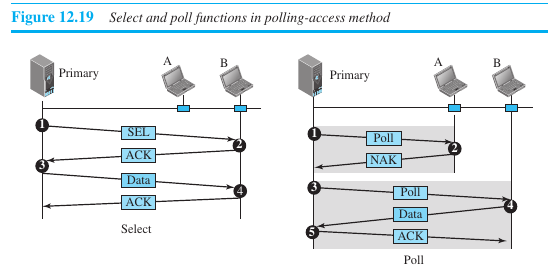 Figure 12.19 Select and poll functions in polling-access method
A
B
Primary
1
SEL
2
ACK
3
Data
4
ACK
Select
A
B
Primary
1
Poll
2
NAK
3
Poll
4
Data
5
ACK
Poll